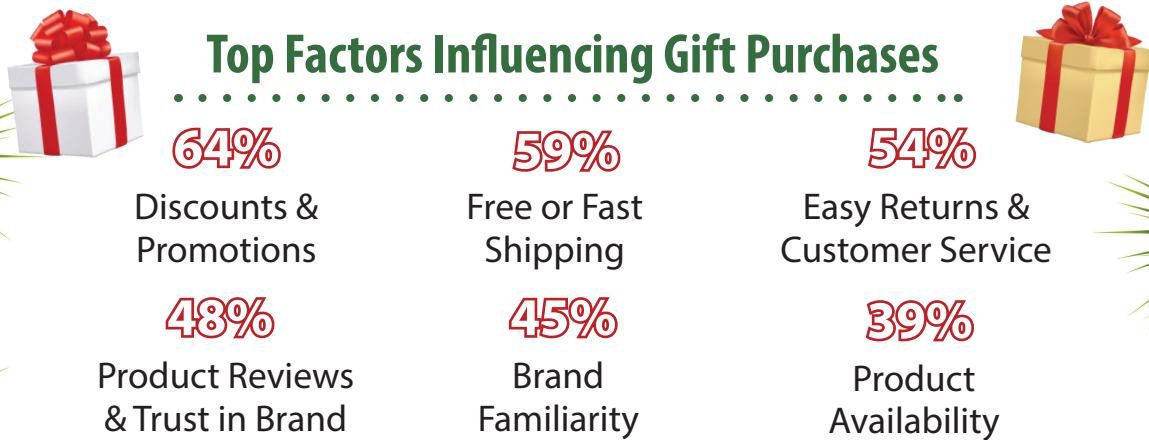 Top Factors Influencing Gift Purchases
64%
Discounts &
Promotions
59%
Free or Fast
Shipping
54%
Easy Returns &
Customer Service
48%
Product Reviews
& Trust in Brand
45%
Brand
Familiarity
39%
Product
Availability